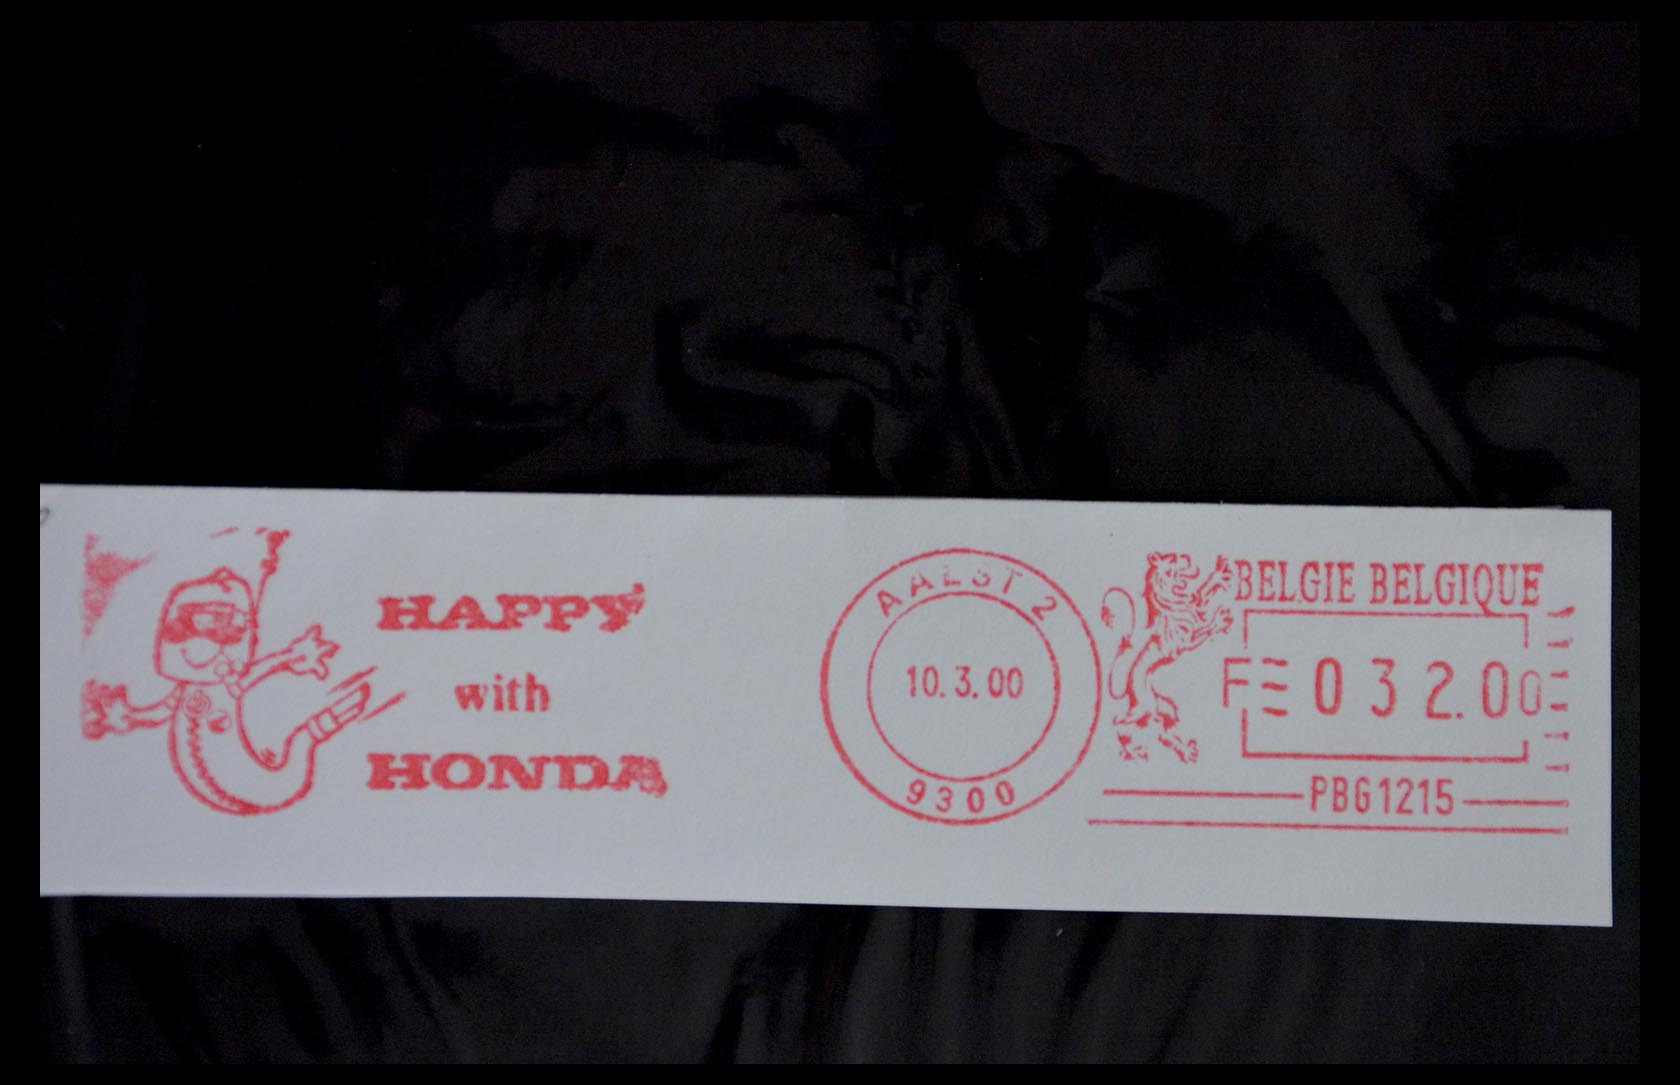 HAPPY
with
HONDA
AALST 2
10.3.00
9300
BELGIE BELGIQUE
F 032.00
PBG1215